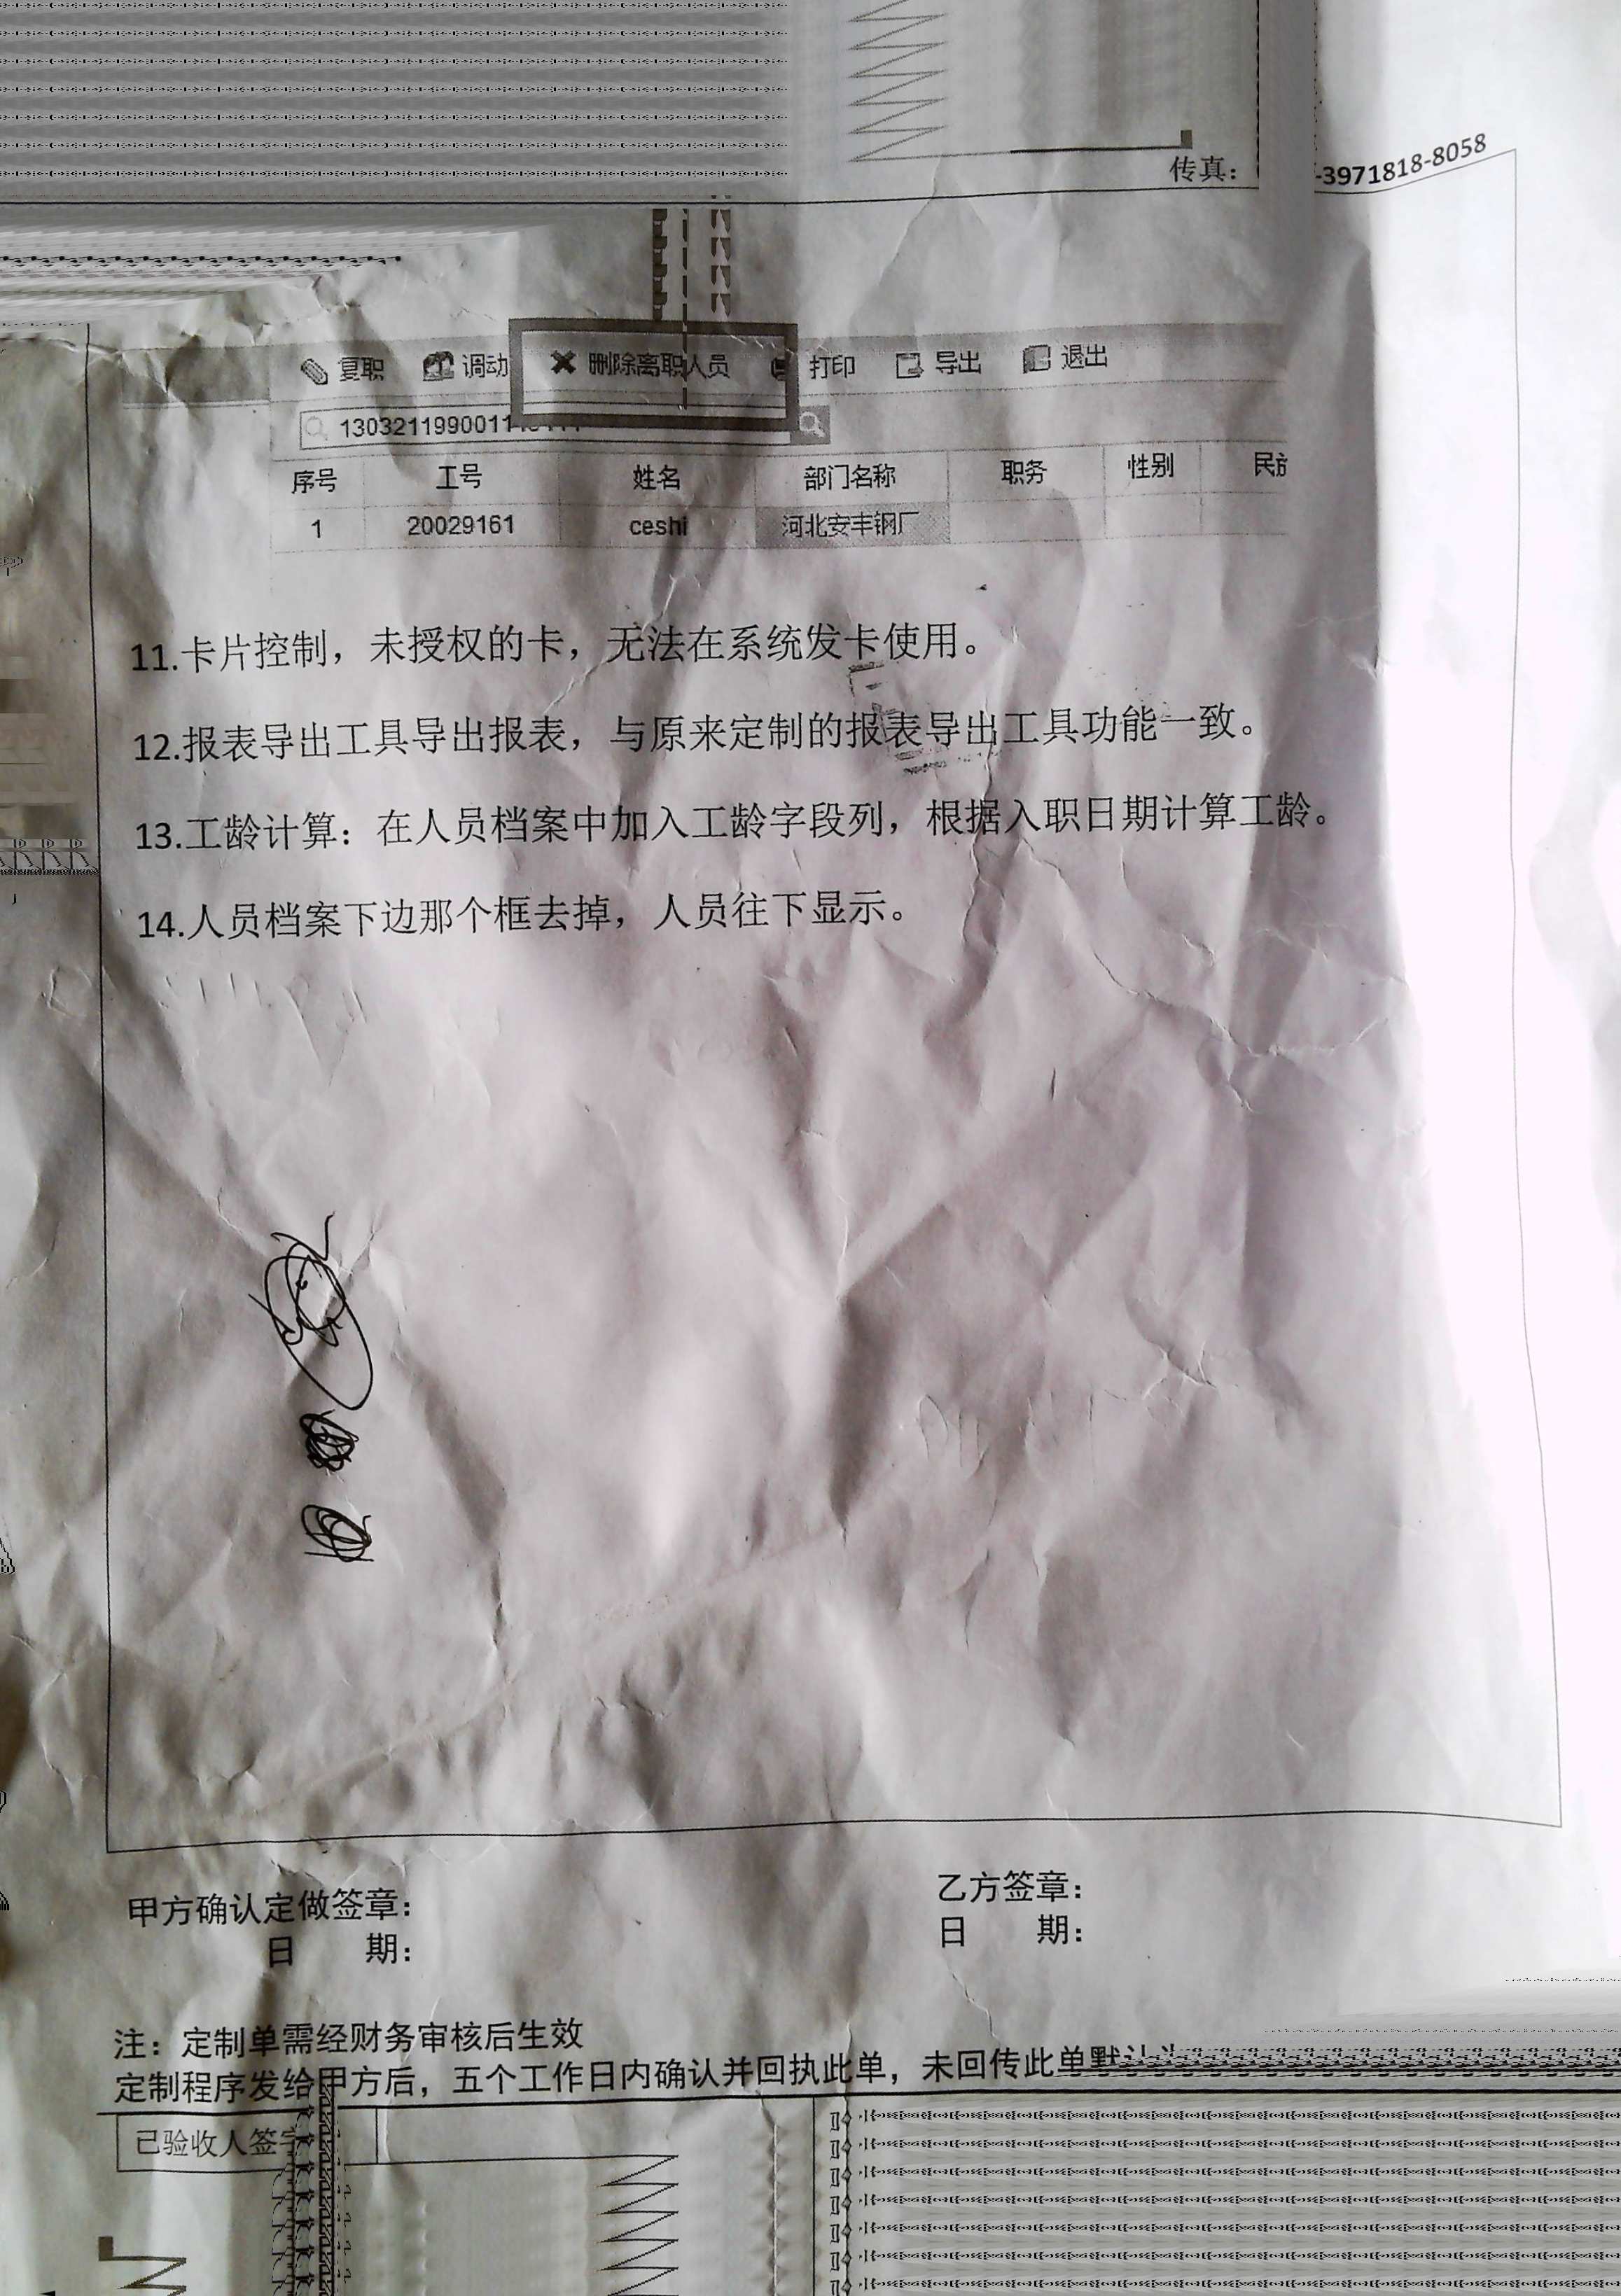 传真： -3971818-8058
复职 调动 删除离职人员 打印 导出 退出
130321199001
序号 工号 姓名 部门名称 职务 性别 民族
1 20029161 ceshi 河北安丰钢厂
11.卡片控制，未授权的卡，无法在系统发卡使用。
12.报表导出工具导出报表，与原来定制的报表导出工具功能一致。
13.工龄计算：在人员档案中加入工龄字段列，根据入职日期计算工龄。
14.人员档案下边那个框去掉，人员往下显示。
甲方确认定做签章： 乙方签章：
日 期： 日 期：
注：定制单需经财务审核后生效
定制程序发给甲方后，五个工作日内确认并回执此单，未回传此单默认
已验收人签字